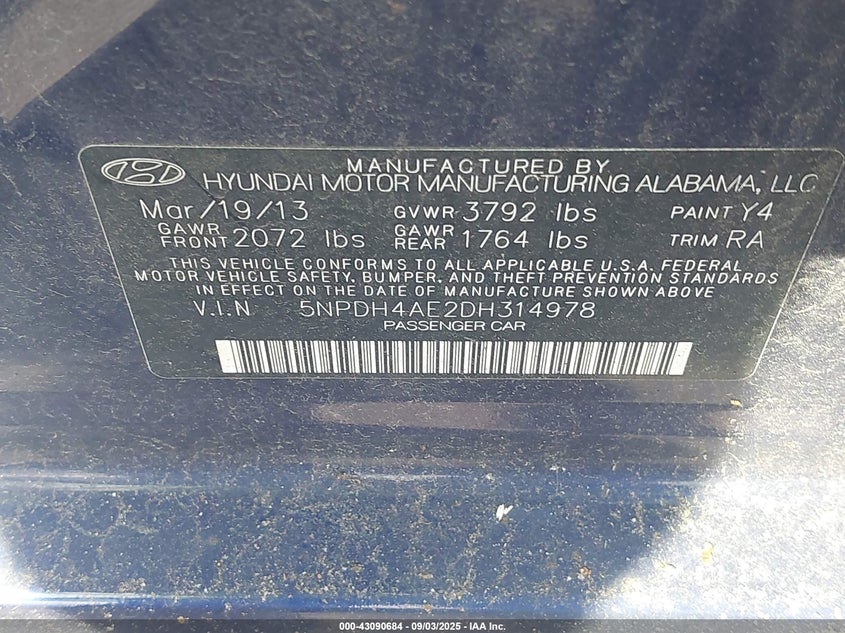 MANUFACTURED BY
HYUNDAI MOTOR MANUFACTURING ALABAMA, LLC
Mar/19/13 GVWR 3792 lbs PAINT Y4
GAWR FRONT 2072 lbs GAWR REAR 1764 lbs TRIM RA
THIS VEHICLE CONFORMS TO ALL APPLICABLE U.S.A. FEDERAL
MOTOR VEHICLE SAFETY, BUMPER, AND THEFT PREVENTION STANDARDS
IN EFFECT ON THE DATE OF MANUFACTURE SHOWN ABOVE
V.I.N 5NPDH4AE2DH314978
PASSENGER CAR
000-43090684 - 09/03/2025 - IAA Inc.